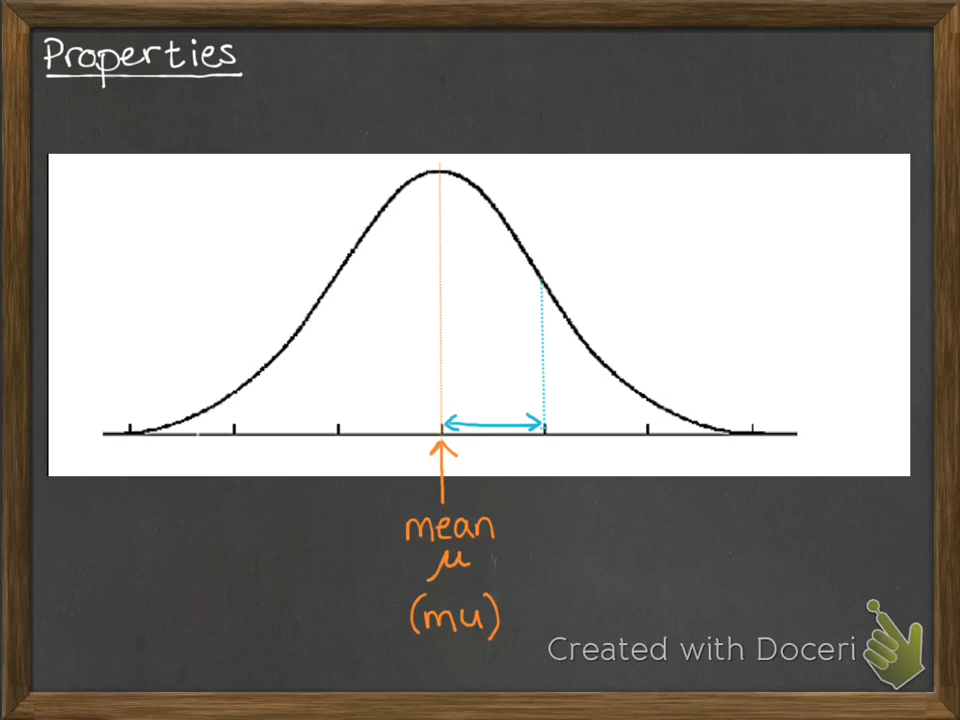 Properties
mean
μ
(mu)
Created with Doceri